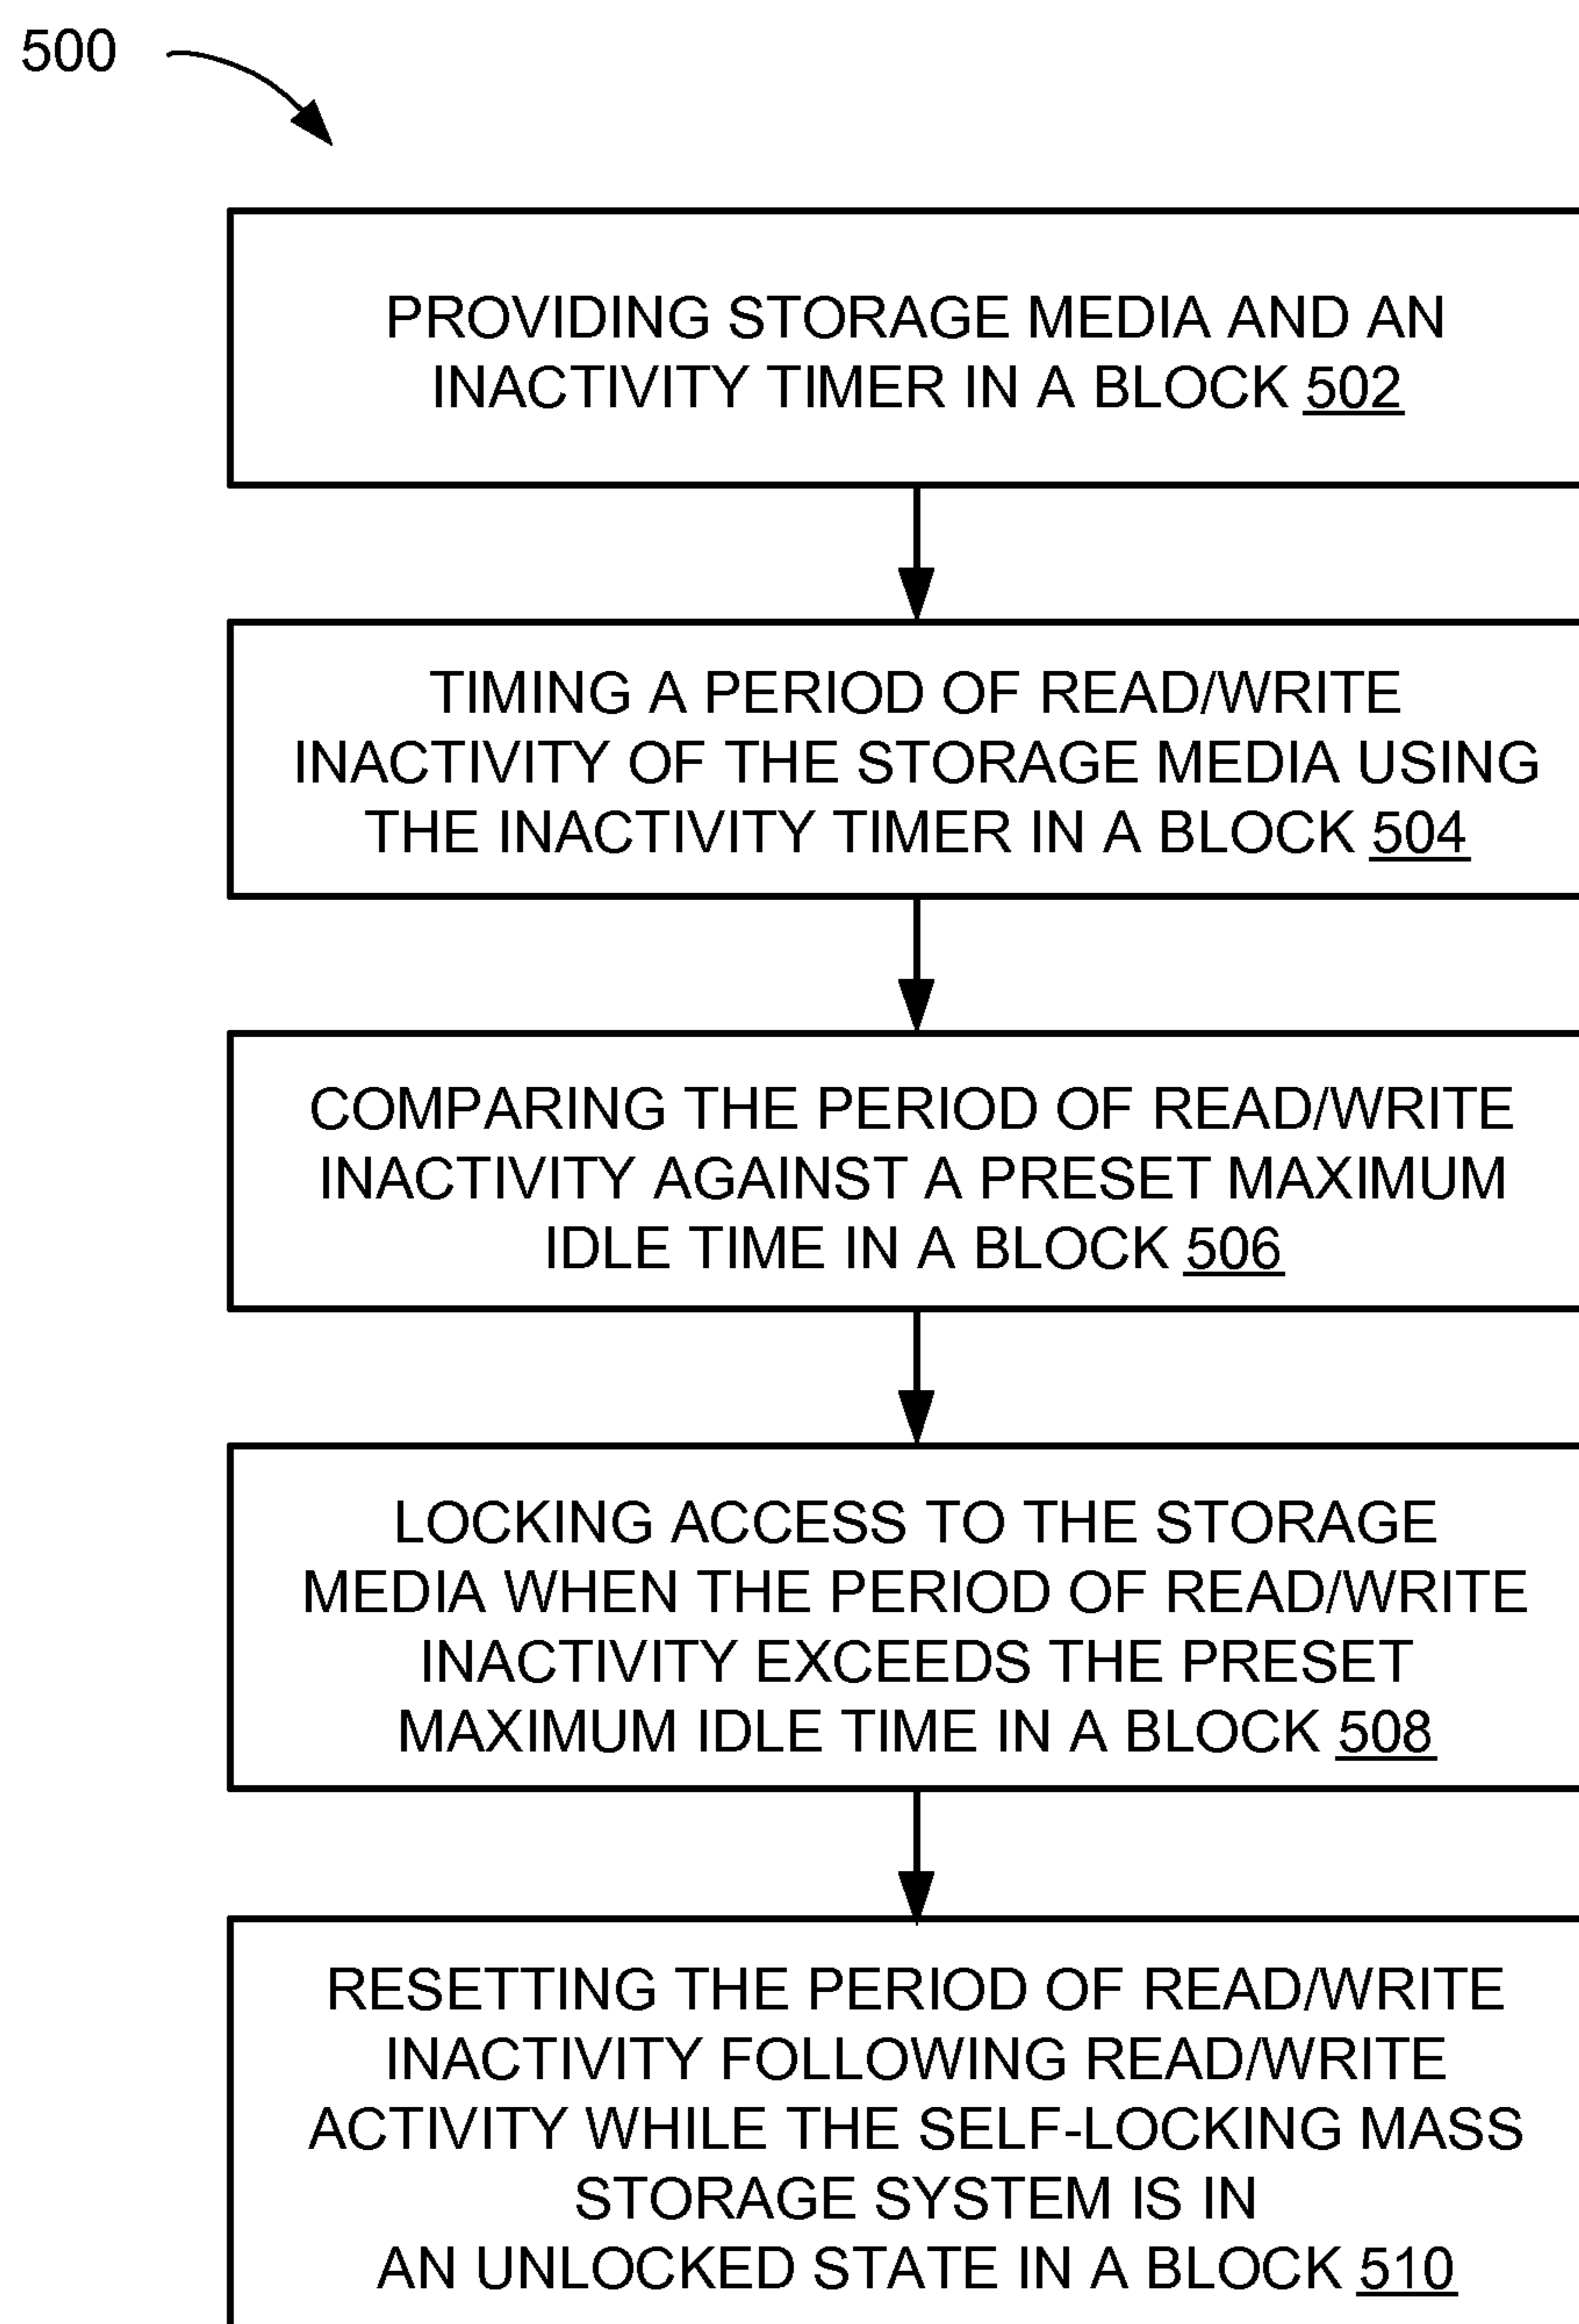 500
PROVIDING STORAGE MEDIA AND AN
INACTIVITY TIMER IN A BLOCK 502
TIMING A PERIOD OF READ/WRITE
INACTIVITY OF THE STORAGE MEDIA USING
THE INACTIVITY TIMER IN A BLOCK 504
COMPARING THE PERIOD OF READ/WRITE
INACTIVITY AGAINST A PRESET MAXIMUM
IDLE TIME IN A BLOCK 506
LOCKING ACCESS TO THE STORAGE
MEDIA WHEN THE PERIOD OF READ/WRITE
INACTIVITY EXCEEDS THE PRESET
MAXIMUM IDLE TIME IN A BLOCK 508
RESETTING THE PERIOD OF READ/WRITE
INACTIVITY FOLLOWING READ/WRITE
ACTIVITY WHILE THE SELF-LOCKING MASS
STORAGE SYSTEM IS IN
AN UNLOCKED STATE IN A BLOCK 510